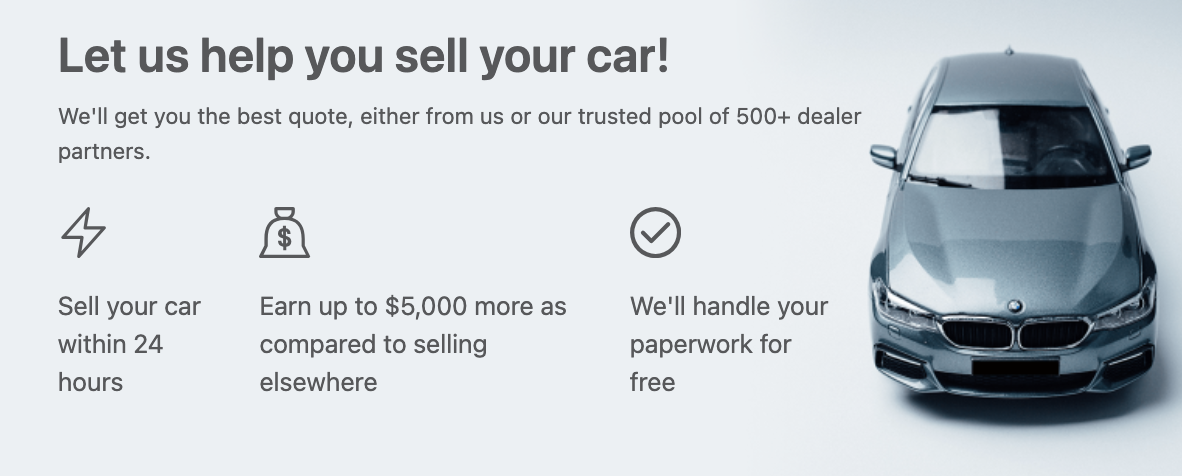 Let us help you sell your car!
We'll get you the best quote, either from us or our trusted pool of 500+ dealer
partners.
$
Sell your car
within 24
hours
Earn up to $5,000 more as
compared to selling
elsewhere
We'll handle your
paperwork for
free